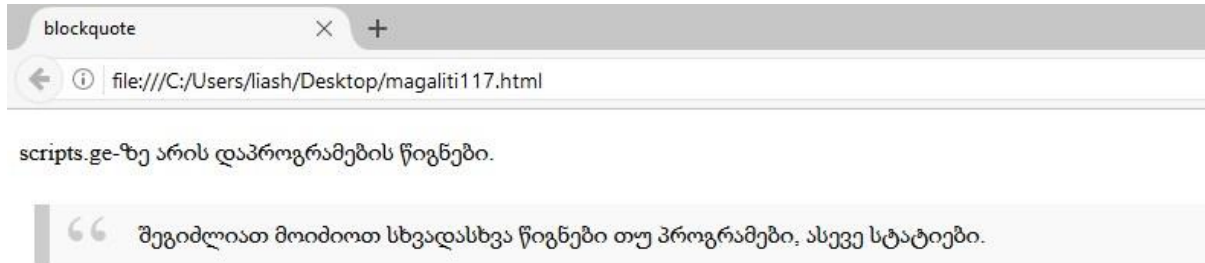 blockquote
file:///C:/Users/liash/Desktop/magaliti117.html
scripts.ge-ზე არის დაპროგრამების წიგნები.
“ შეგიძლიათ მოიძიოთ სხვადასხვა წიგნები თუ პროგრამები, ასევე სტატიები.